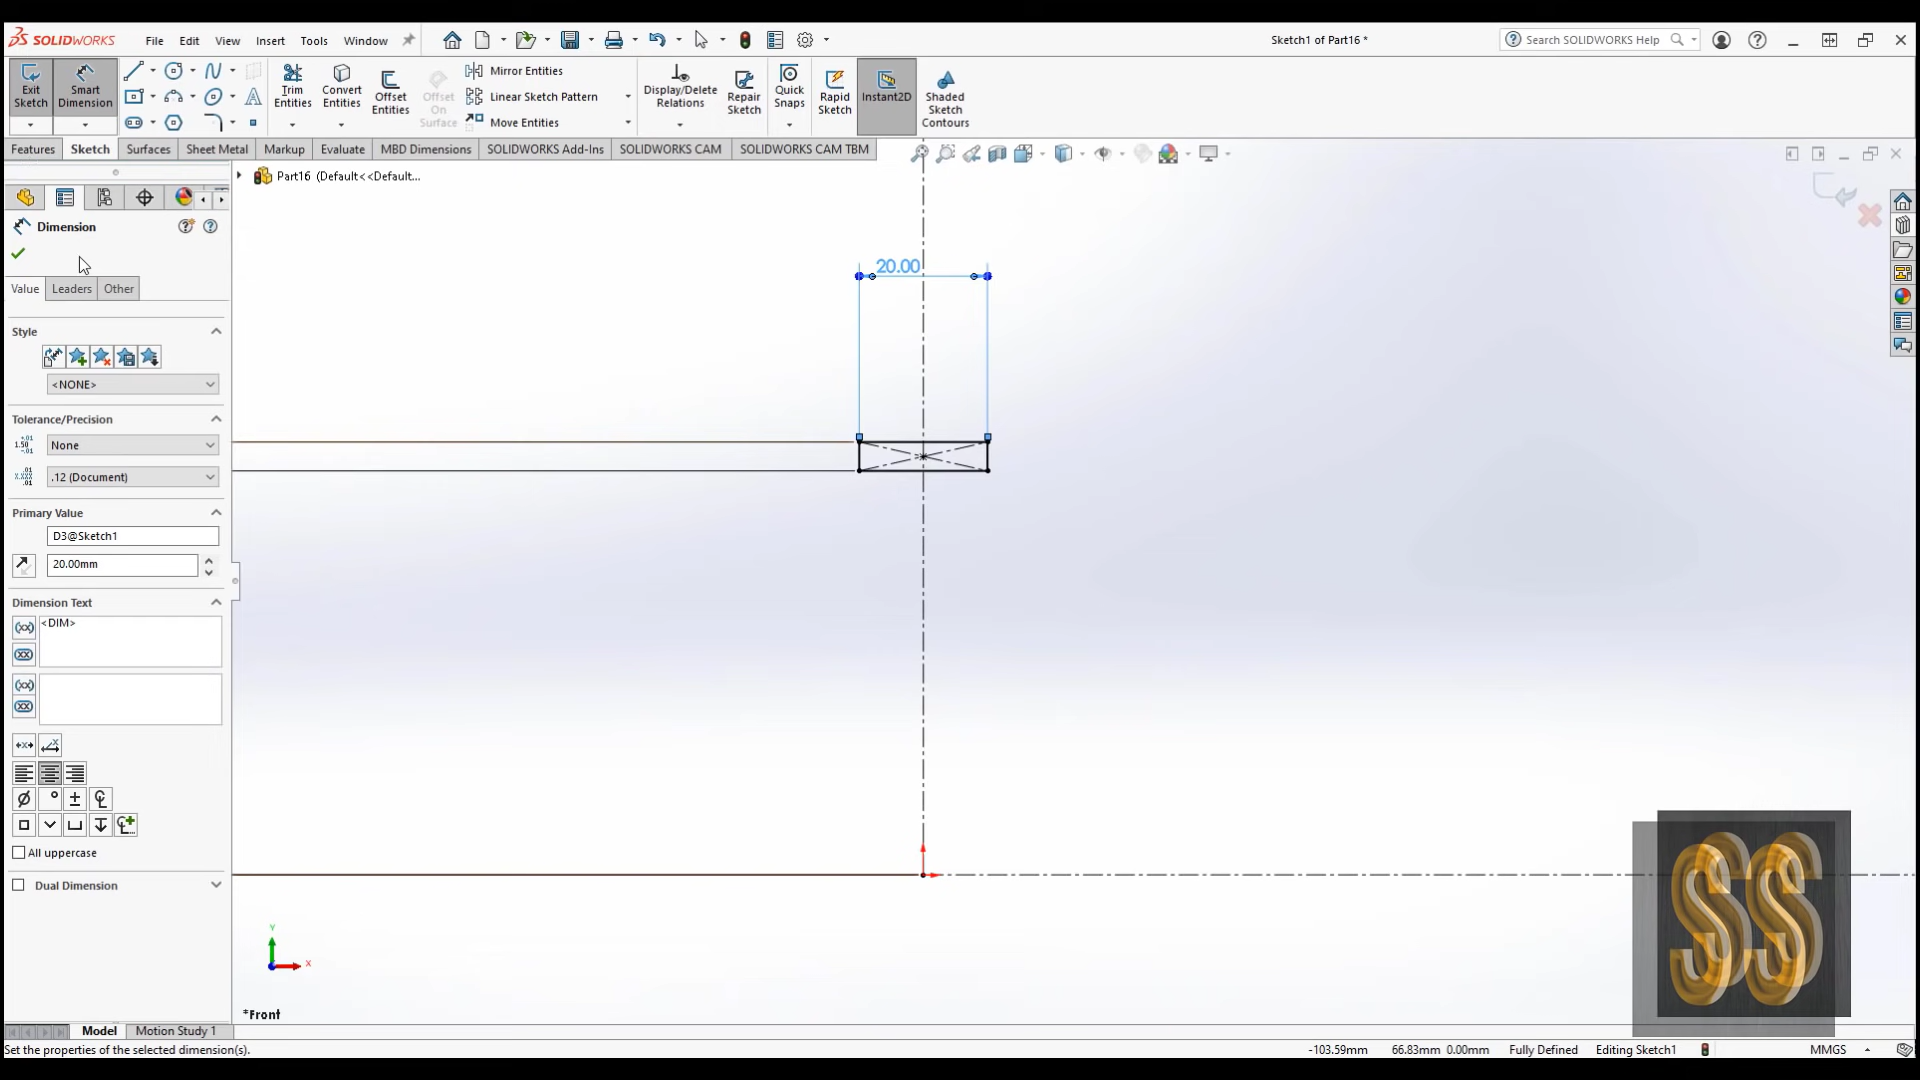 SOLIDWORKS File Edit View Insert Tools Window Sketch1 of Part16 * Search SOLIDWORKS Help
Exit Sketch
Smart Dimension
Trim Entities
Convert Entities
Offset Entities
Offset On Surface
Mirror Entities
Linear Sketch Pattern
Move Entities
Display/Delete Relations
Repair Sketch
Quick Snaps
Rapid Sketch
Instant2D
Shaded Sketch Contours
Features Sketch Surfaces Sheet Metal Markup Evaluate MBD Dimensions SOLIDWORKS Add-Ins SOLIDWORKS CAM SOLIDWORKS CAM TBM
Part16 (Default<<Default...
Dimension
Value Leaders Other
20.00
Style
<NONE>
Tolerance/Precision
None
.12 (Document)
Primary Value
D3@Sketch1
20.00mm
Dimension Text
<DIM>
All uppercase
Dual Dimension
Y
X
*Front
SS
Model Motion Study 1
Set the properties of the selected dimension(s). -103.59mm 66.83mm 0.00mm Fully Defined Editing Sketch1 MMGS